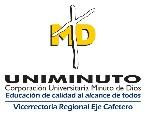 MD
UNIMINUTO
Corporación Universitaria Minuto de Dios
Educación de calidad al alcance de todos
Vicerrectoría Regional Eje Cafetero